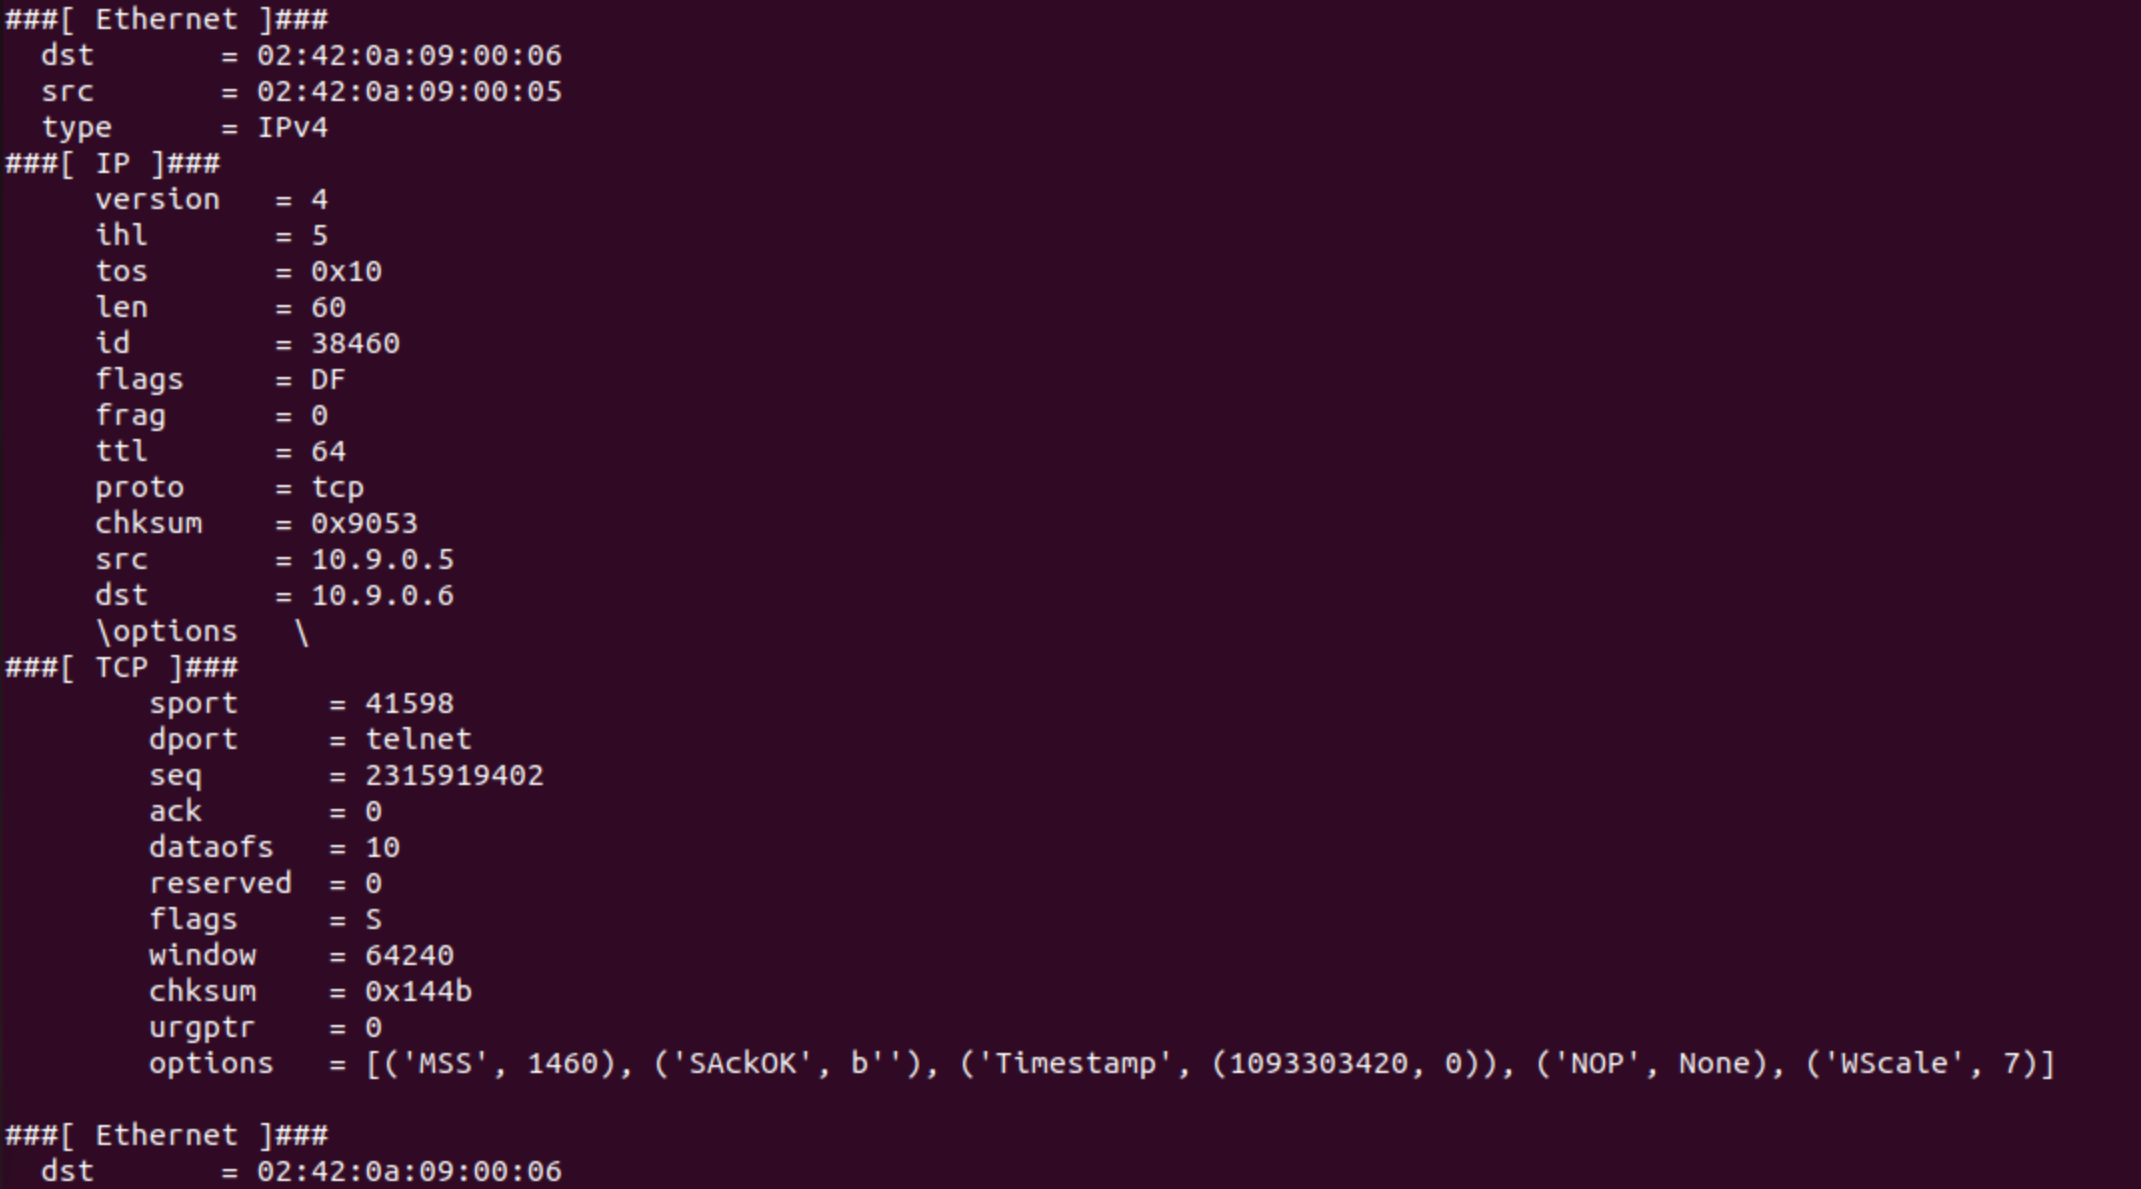 ###[ Ethernet ]###
  dst       = 02:42:0a:09:00:06
  src       = 02:42:0a:09:00:05
  type      = IPv4
###[ IP ]###
     version   = 4
     ihl       = 5
     tos       = 0x10
     len       = 60
     id        = 38460
     flags     = DF
     frag      = 0
     ttl       = 64
     proto     = tcp
     chksum    = 0x9053
     src       = 10.9.0.5
     dst       = 10.9.0.6
     \options   \
###[ TCP ]###
        sport     = 41598
        dport     = telnet
        seq       = 2315919402
        ack       = 0
        dataofs   = 10
        reserved  = 0
        flags     = S
        window    = 64240
        chksum    = 0x144b
        urgptr    = 0
        options   = [('MSS', 1460), ('SAckOK', b''), ('Timestamp', (1093303420, 0)), ('NOP', None), ('WScale', 7)]

###[ Ethernet ]###
  dst       = 02:42:0a:09:00:06